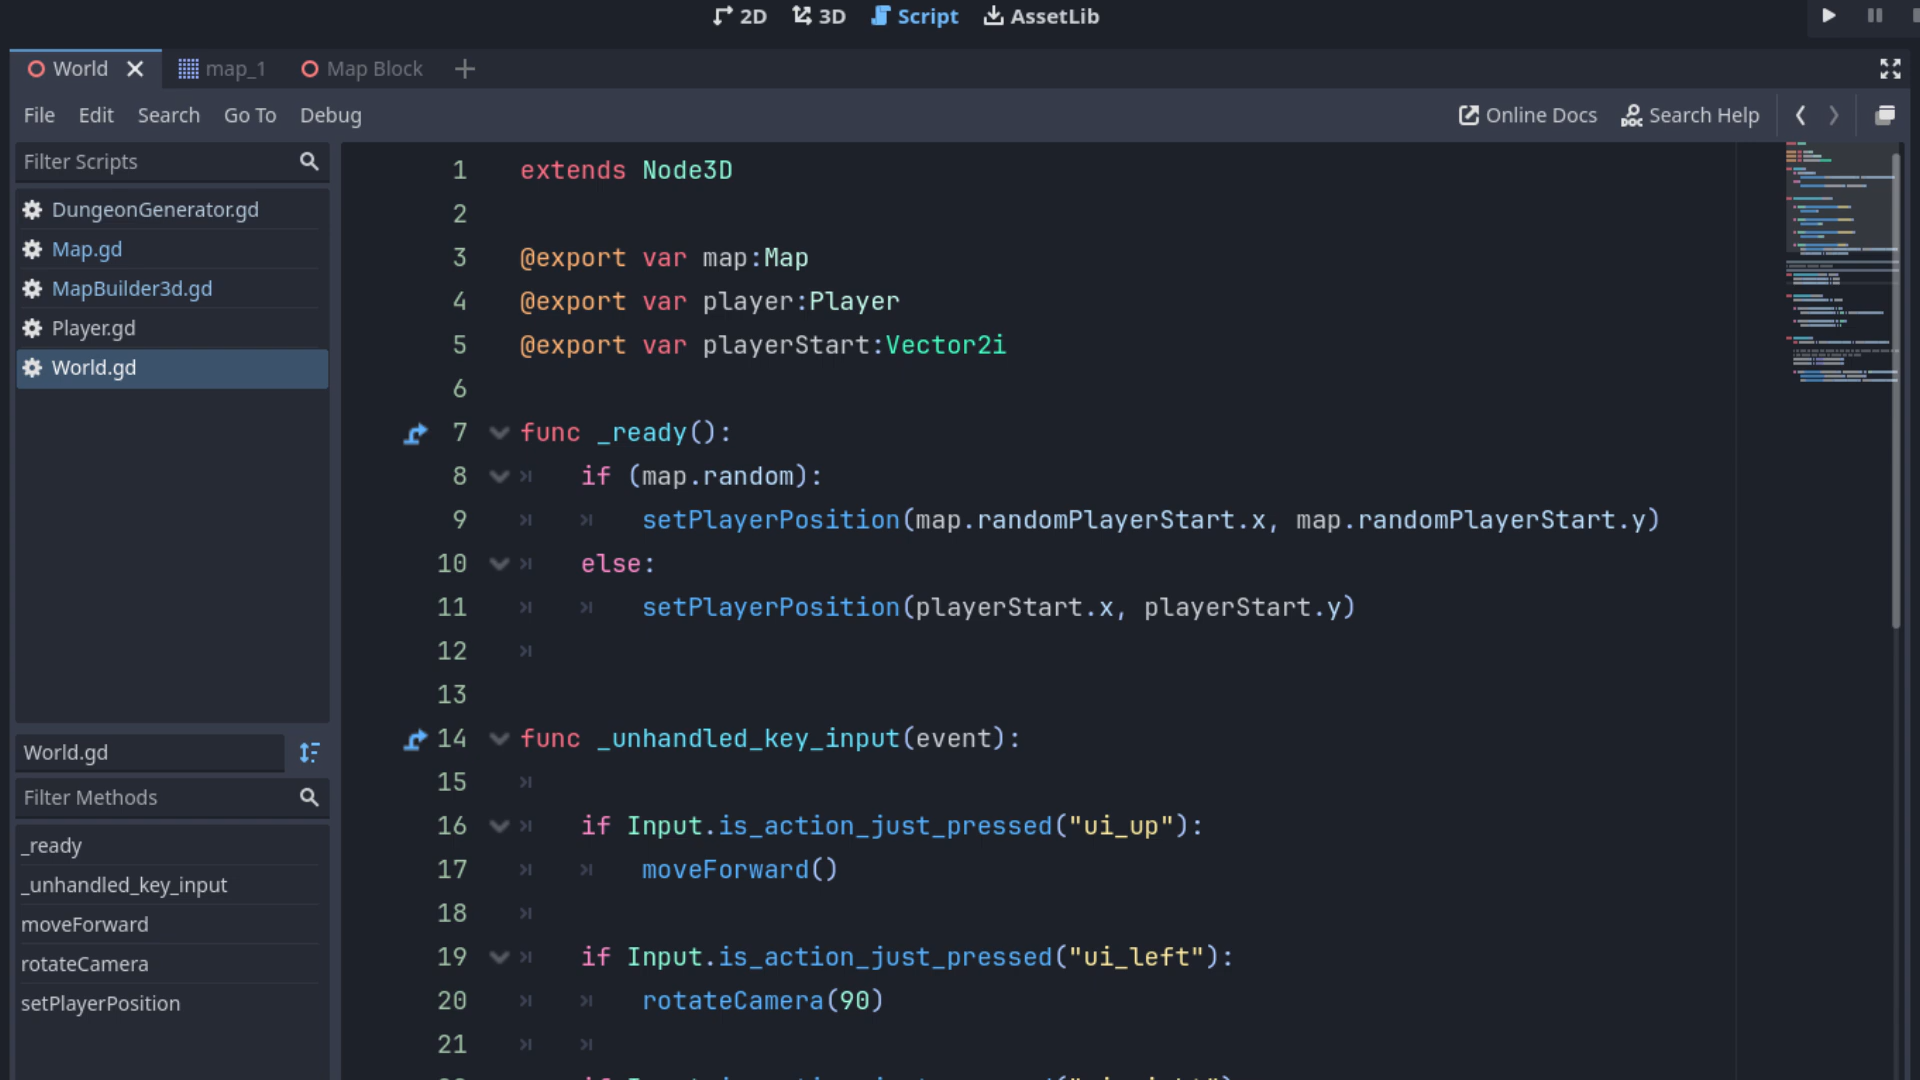 2D 3D Script AssetLib
World map_1 Map Block
File Edit Search Go To Debug Online Docs Search Help
Filter Scripts
DungeonGenerator.gd
Map.gd
MapBuilder3d.gd
Player.gd
World.gd
World.gd
Filter Methods
_ready
_unhandled_key_input
moveForward
rotateCamera
setPlayerPosition
1 extends Node3D
2
3 @export var map:Map
4 @export var player:Player
5 @export var playerStart:Vector2i
6
7 func _ready():
8 if (map.random):
9 setPlayerPosition(map.randomPlayerStart.x, map.randomPlayerStart.y)
10 else:
11 setPlayerPosition(playerStart.x, playerStart.y)
12
13
14 func _unhandled_key_input(event):
15
16 if Input.is_action_just_pressed("ui_up"):
17 moveForward()
18
19 if Input.is_action_just_pressed("ui_left"):
20 rotateCamera(90)
21